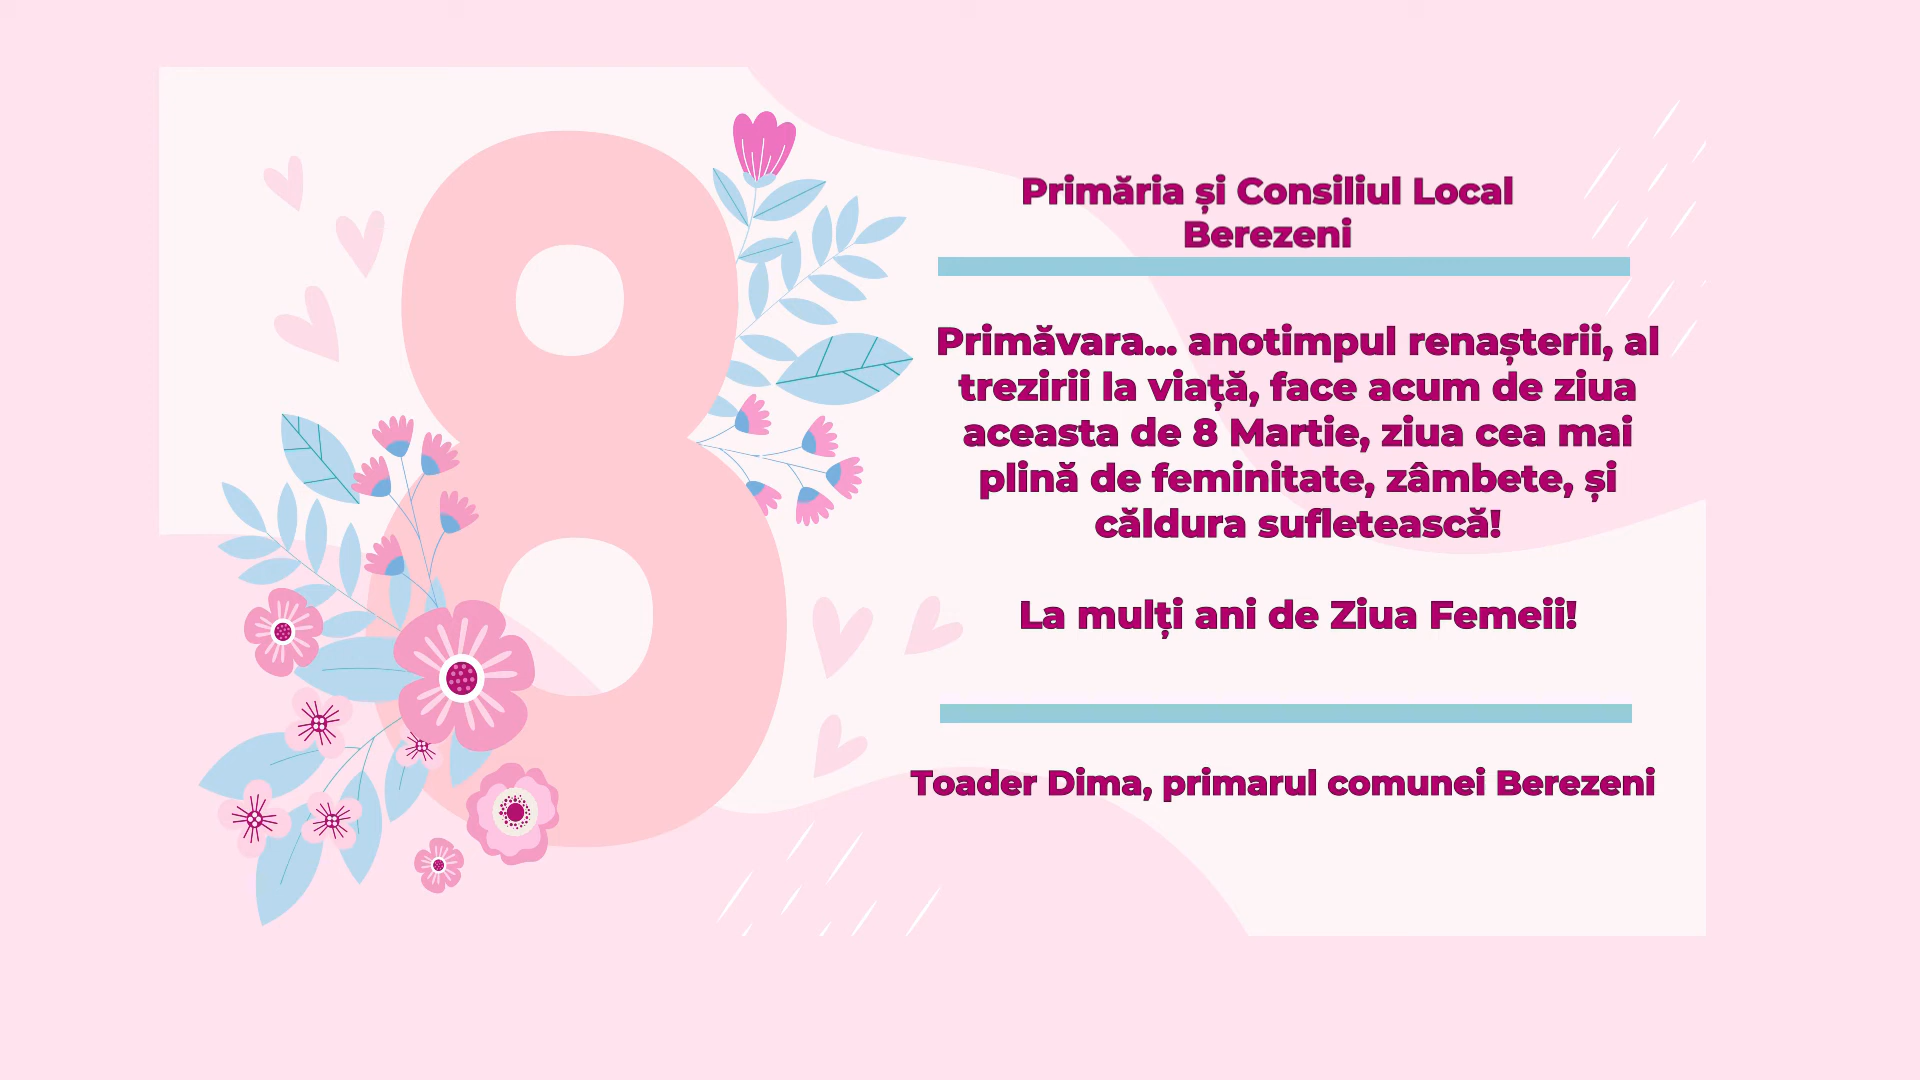 8
Primăria și Consiliul Local
Berezeni
Primăvara... anotimpul renașterii, al
trezirii la viață, face acum de ziua
aceasta de 8 Martie, ziua cea mai
plină de feminitate, zâmbete, și
căldura sufletească!
La mulți ani de Ziua Femeii!
Toader Dima, primarul comunei Berezeni